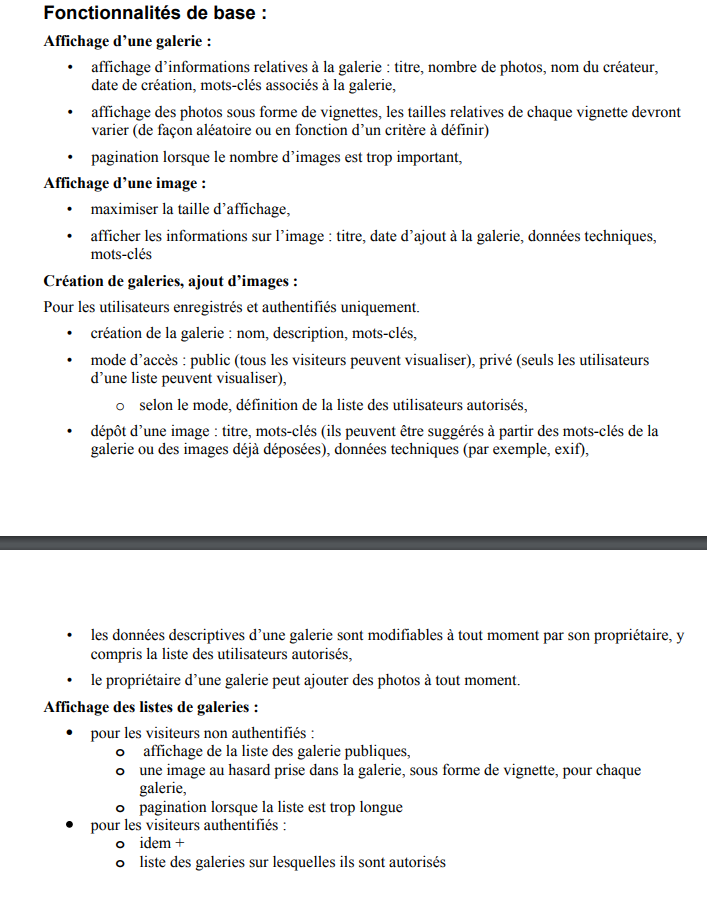 Fonctionnalités de base :
Affichage d’une galerie :
• affichage d’informations relatives à la galerie : titre, nombre de photos, nom du créateur,
date de création, mots-clés associés à la galerie,
• affichage des photos sous forme de vignettes, les tailles relatives de chaque vignette devront
varier (de façon aléatoire ou en fonction d’un critère à définir)
• pagination lorsque le nombre d’images est trop important,
Affichage d’une image :
• maximiser la taille d’affichage,
• afficher les informations sur l’image : titre, date d’ajout à la galerie, données techniques,
mots-clés
Création de galeries, ajout d’images :
Pour les utilisateurs enregistrés et authentifiés uniquement.
• création de la galerie : nom, description, mots-clés,
• mode d’accès : public (tous les visiteurs peuvent visualiser), privé (seuls les utilisateurs
d’une liste peuvent visualiser),
o selon le mode, définition de la liste des utilisateurs autorisés,
• dépôt d’une image : titre, mots-clés (ils peuvent être suggérés à partir des mots-clés de la
galerie ou des images déjà déposées), données techniques (par exemple, exif),
• les données descriptives d’une galerie sont modifiables à tout moment par son propriétaire, y
compris la liste des utilisateurs autorisés,
• le propriétaire d’une galerie peut ajouter des photos à tout moment.
Affichage des listes de galeries :
• pour les visiteurs non authentifiés :
o affichage de la liste des galerie publiques,
o une image au hasard prise dans la galerie, sous forme de vignette, pour chaque
galerie,
o pagination lorsque la liste est trop longue
• pour les visiteurs authentifiés :
o idem +
o liste des galeries sur lesquelles ils sont autorisés